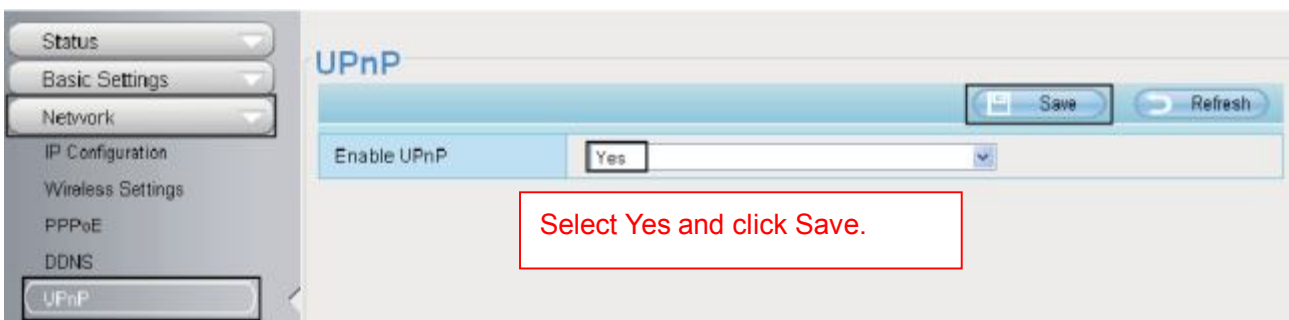 Status
Basic Settings
Network
IP Configuration
Wireless Settings
PPPoE
DDNS
UPnP
UPnP
Save
Refresh
Enable UPnP
Yes
Select Yes and click Save.